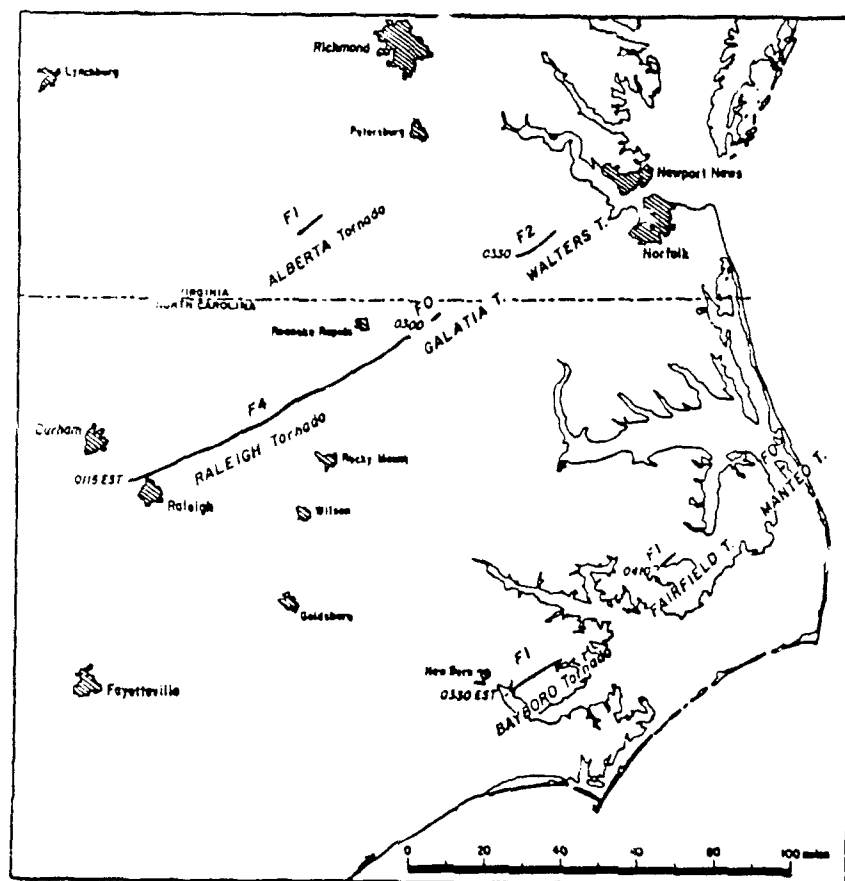 Richmond
Lynchburg
Petersburg
Newport News
F1
ALBERTA Tornado
F2
0330
WALTERS T.
Norfolk
VIRGINIA
NORTH CAROLINA
F0
0300
Roanoke Rapids
GALATIA T.
F4
Durham
RALEIGH Tornado
Rocky Mount
0115 EST
Raleigh
Wilson
F0
MANTEO T.
F1
FAIRFIELD T.
Goldsboro
New Bern
F1
0330 EST
BAYBORO Tornado
Fayetteville
0 20 40 60 80 100 miles